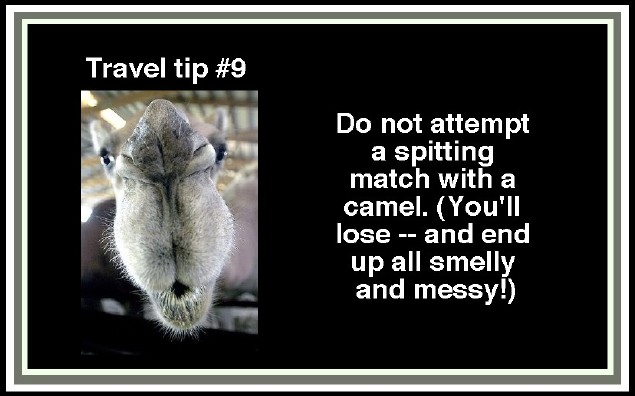 Travel tip #9
Do not attempt
a spitting
match with a
camel. (You'll
lose -- and end
up all smelly
and messy!)